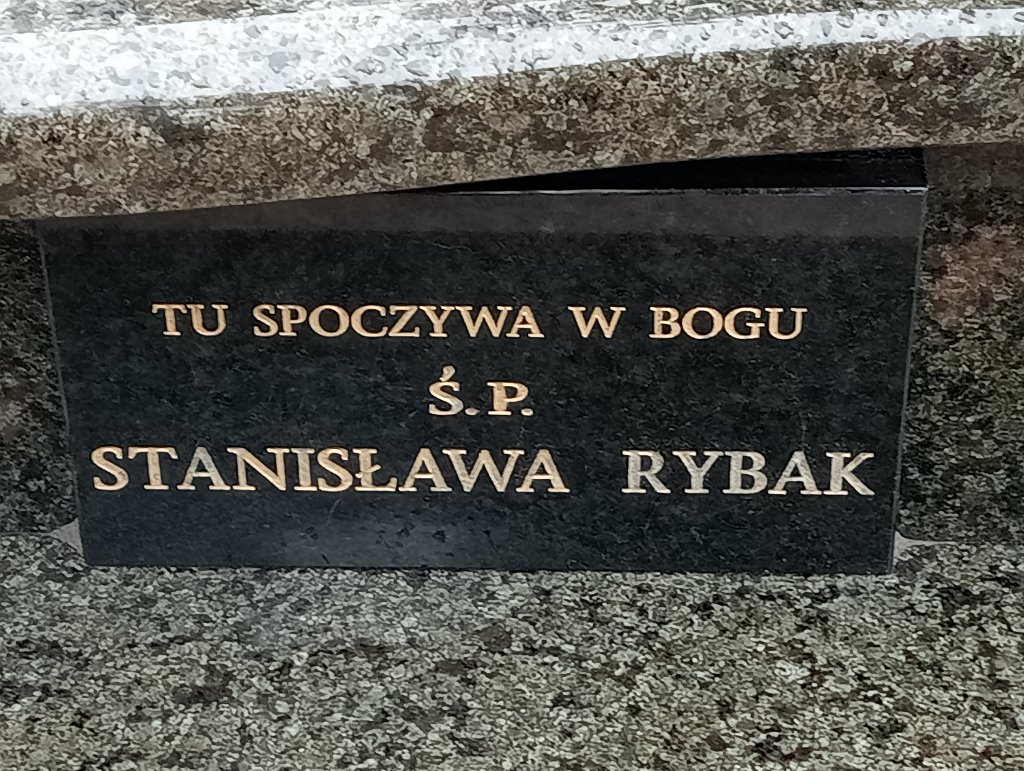 TU SPOCZYWA W BOGU
Ś.P.
STANISŁAWA RYBAK